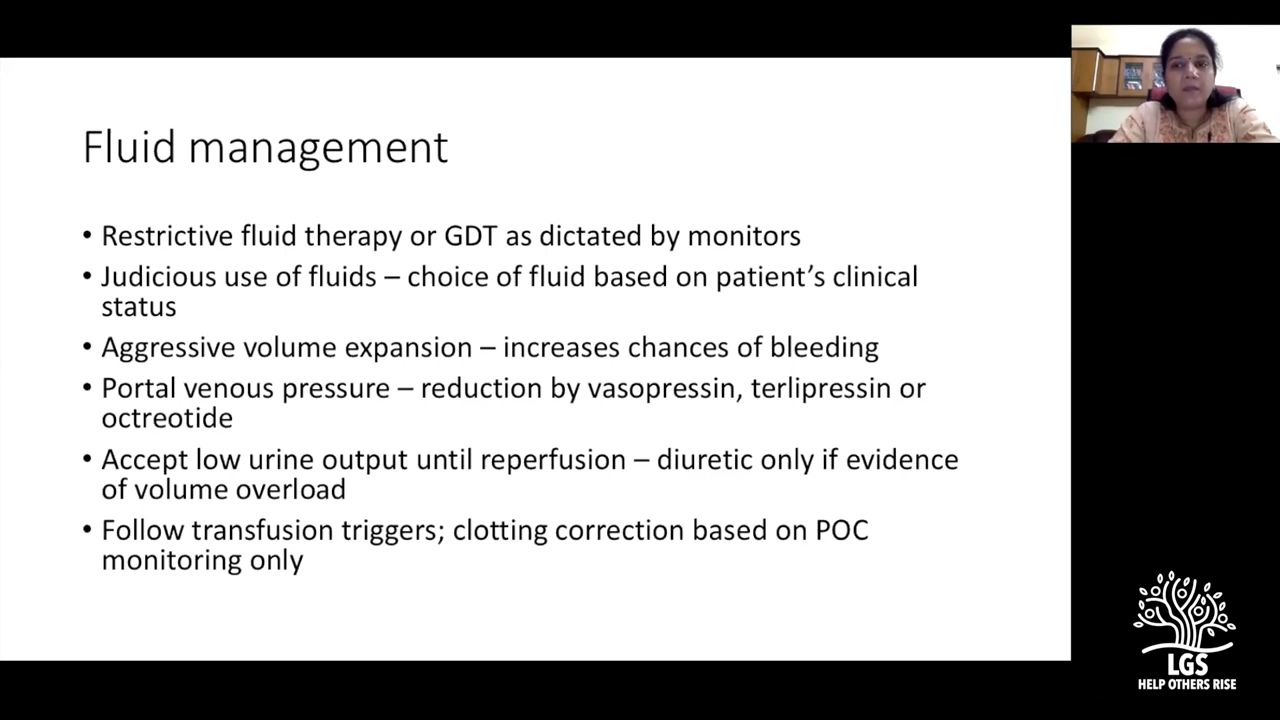 Fluid management
• Restrictive fluid therapy or GDT as dictated by monitors
• Judicious use of fluids – choice of fluid based on patient’s clinical
status
• Aggressive volume expansion – increases chances of bleeding
• Portal venous pressure – reduction by vasopressin, terlipressin or
octreotide
• Accept low urine output until reperfusion – diuretic only if evidence
of volume overload
• Follow transfusion triggers; clotting correction based on POC
monitoring only
LGS
HELP OTHERS RISE